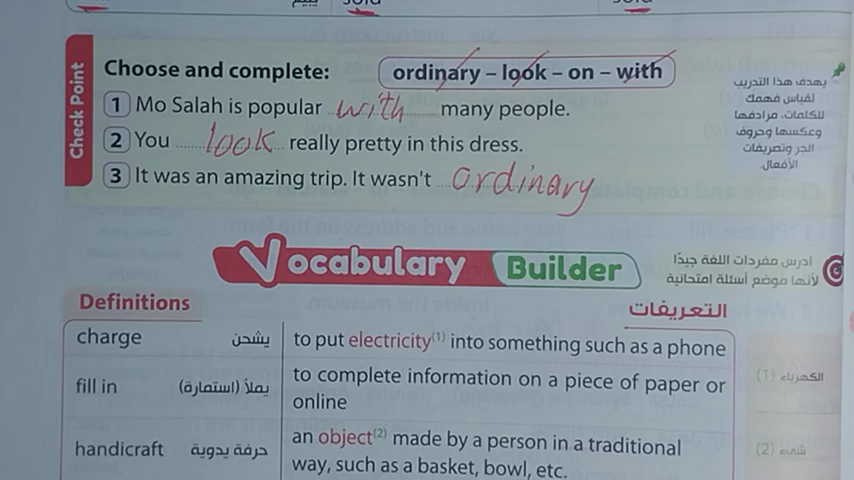 sold
sold
Check Point
Choose and complete: ordinary – look – on – with
1 Mo Salah is popular with many people.
2 You look really pretty in this dress.
3 It was an amazing trip. It wasn't ordinary
يهدف هذا التدريب
لقياس فهمك
للكلمات، مرادفها
وعكسها وحروف
الجر وتصريفات
الأفعال.
Vocabulary Builder
ادرس مفردات اللغة جيدًا
لأنها موضع أسئلة امتحانية
Definitions التعريفات
charge يشحن to put electricity(1) into something such as a phone
(1) الكهرباء
fill in يملأ (استمارة) to complete information on a piece of paper or
online
handicraft حرفة يدوية an object(2) made by a person in a traditional
way, such as a basket, bowl, etc.
(2) شيء